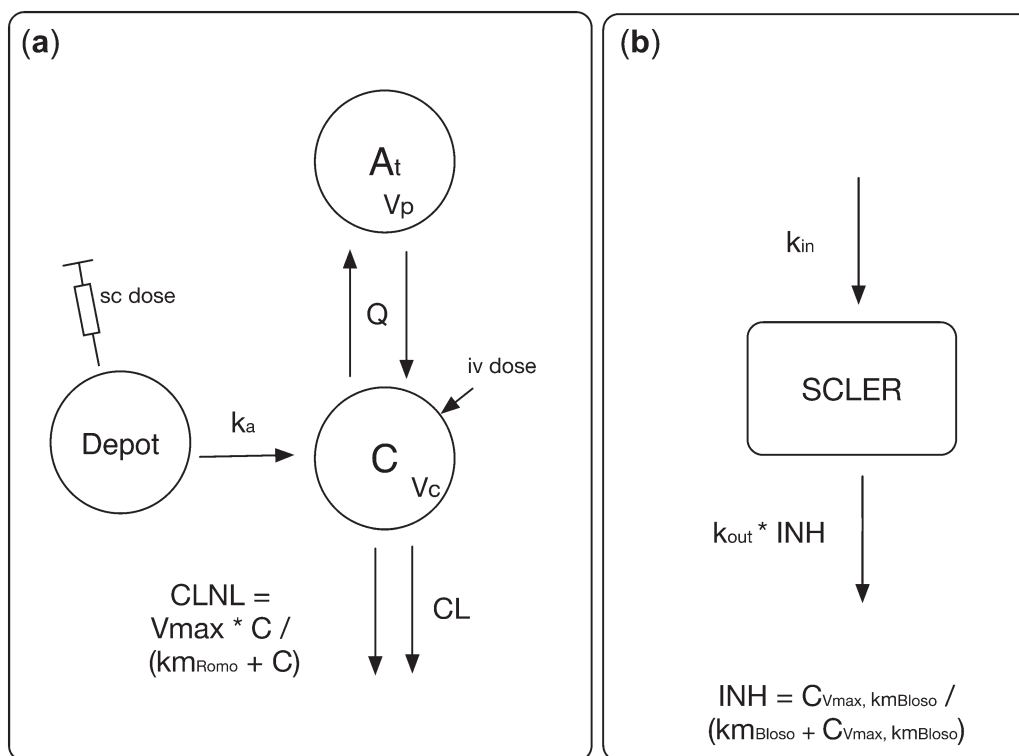 (a)
At
Vp
sc dose
Q
iv dose
Depot
ka
C
Vc
CLNL =
Vmax * C /
(kmRomo + C)
CL
(b)
kin
SCLER
kout * INH
INH = CVmax, kmBloso /
(kmBloso + CVmax, kmBloso)